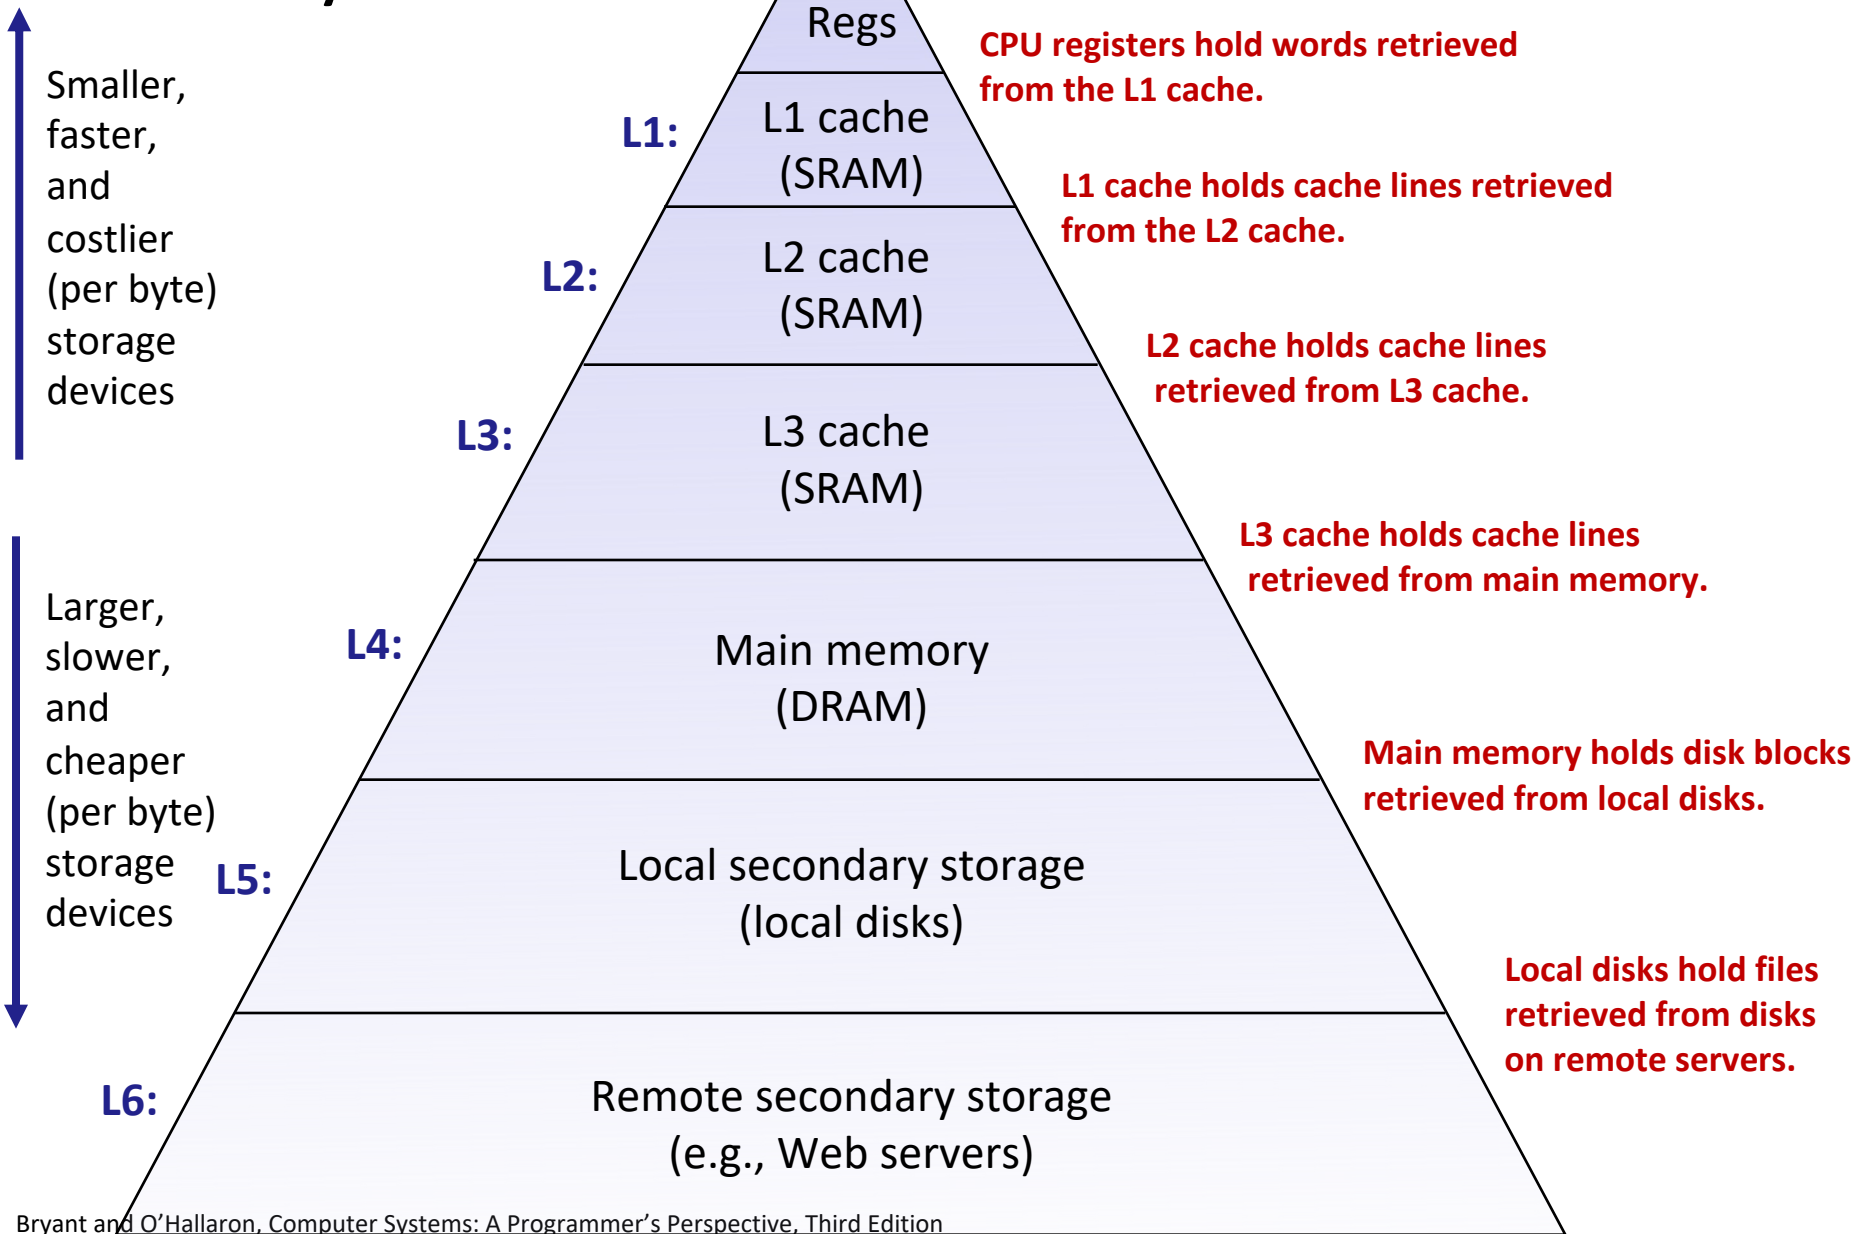 Regs
CPU registers hold words retrieved
from the L1 cache.
Smaller,
faster,
and
costlier
(per byte)
storage
devices
L1:
L1 cache
(SRAM)
L1 cache holds cache lines retrieved
from the L2 cache.
L2:
L2 cache
(SRAM)
L2 cache holds cache lines
retrieved from L3 cache.
L3:
L3 cache
(SRAM)
L3 cache holds cache lines
retrieved from main memory.
Larger,
slower,
and
cheaper
(per byte)
storage
devices
L4:
Main memory
(DRAM)
Main memory holds disk blocks
retrieved from local disks.
L5:
Local secondary storage
(local disks)
Local disks hold files
retrieved from disks
on remote servers.
L6:
Remote secondary storage
(e.g., Web servers)
Bryant and O'Hallaron, Computer Systems: A Programmer's Perspective, Third Edition